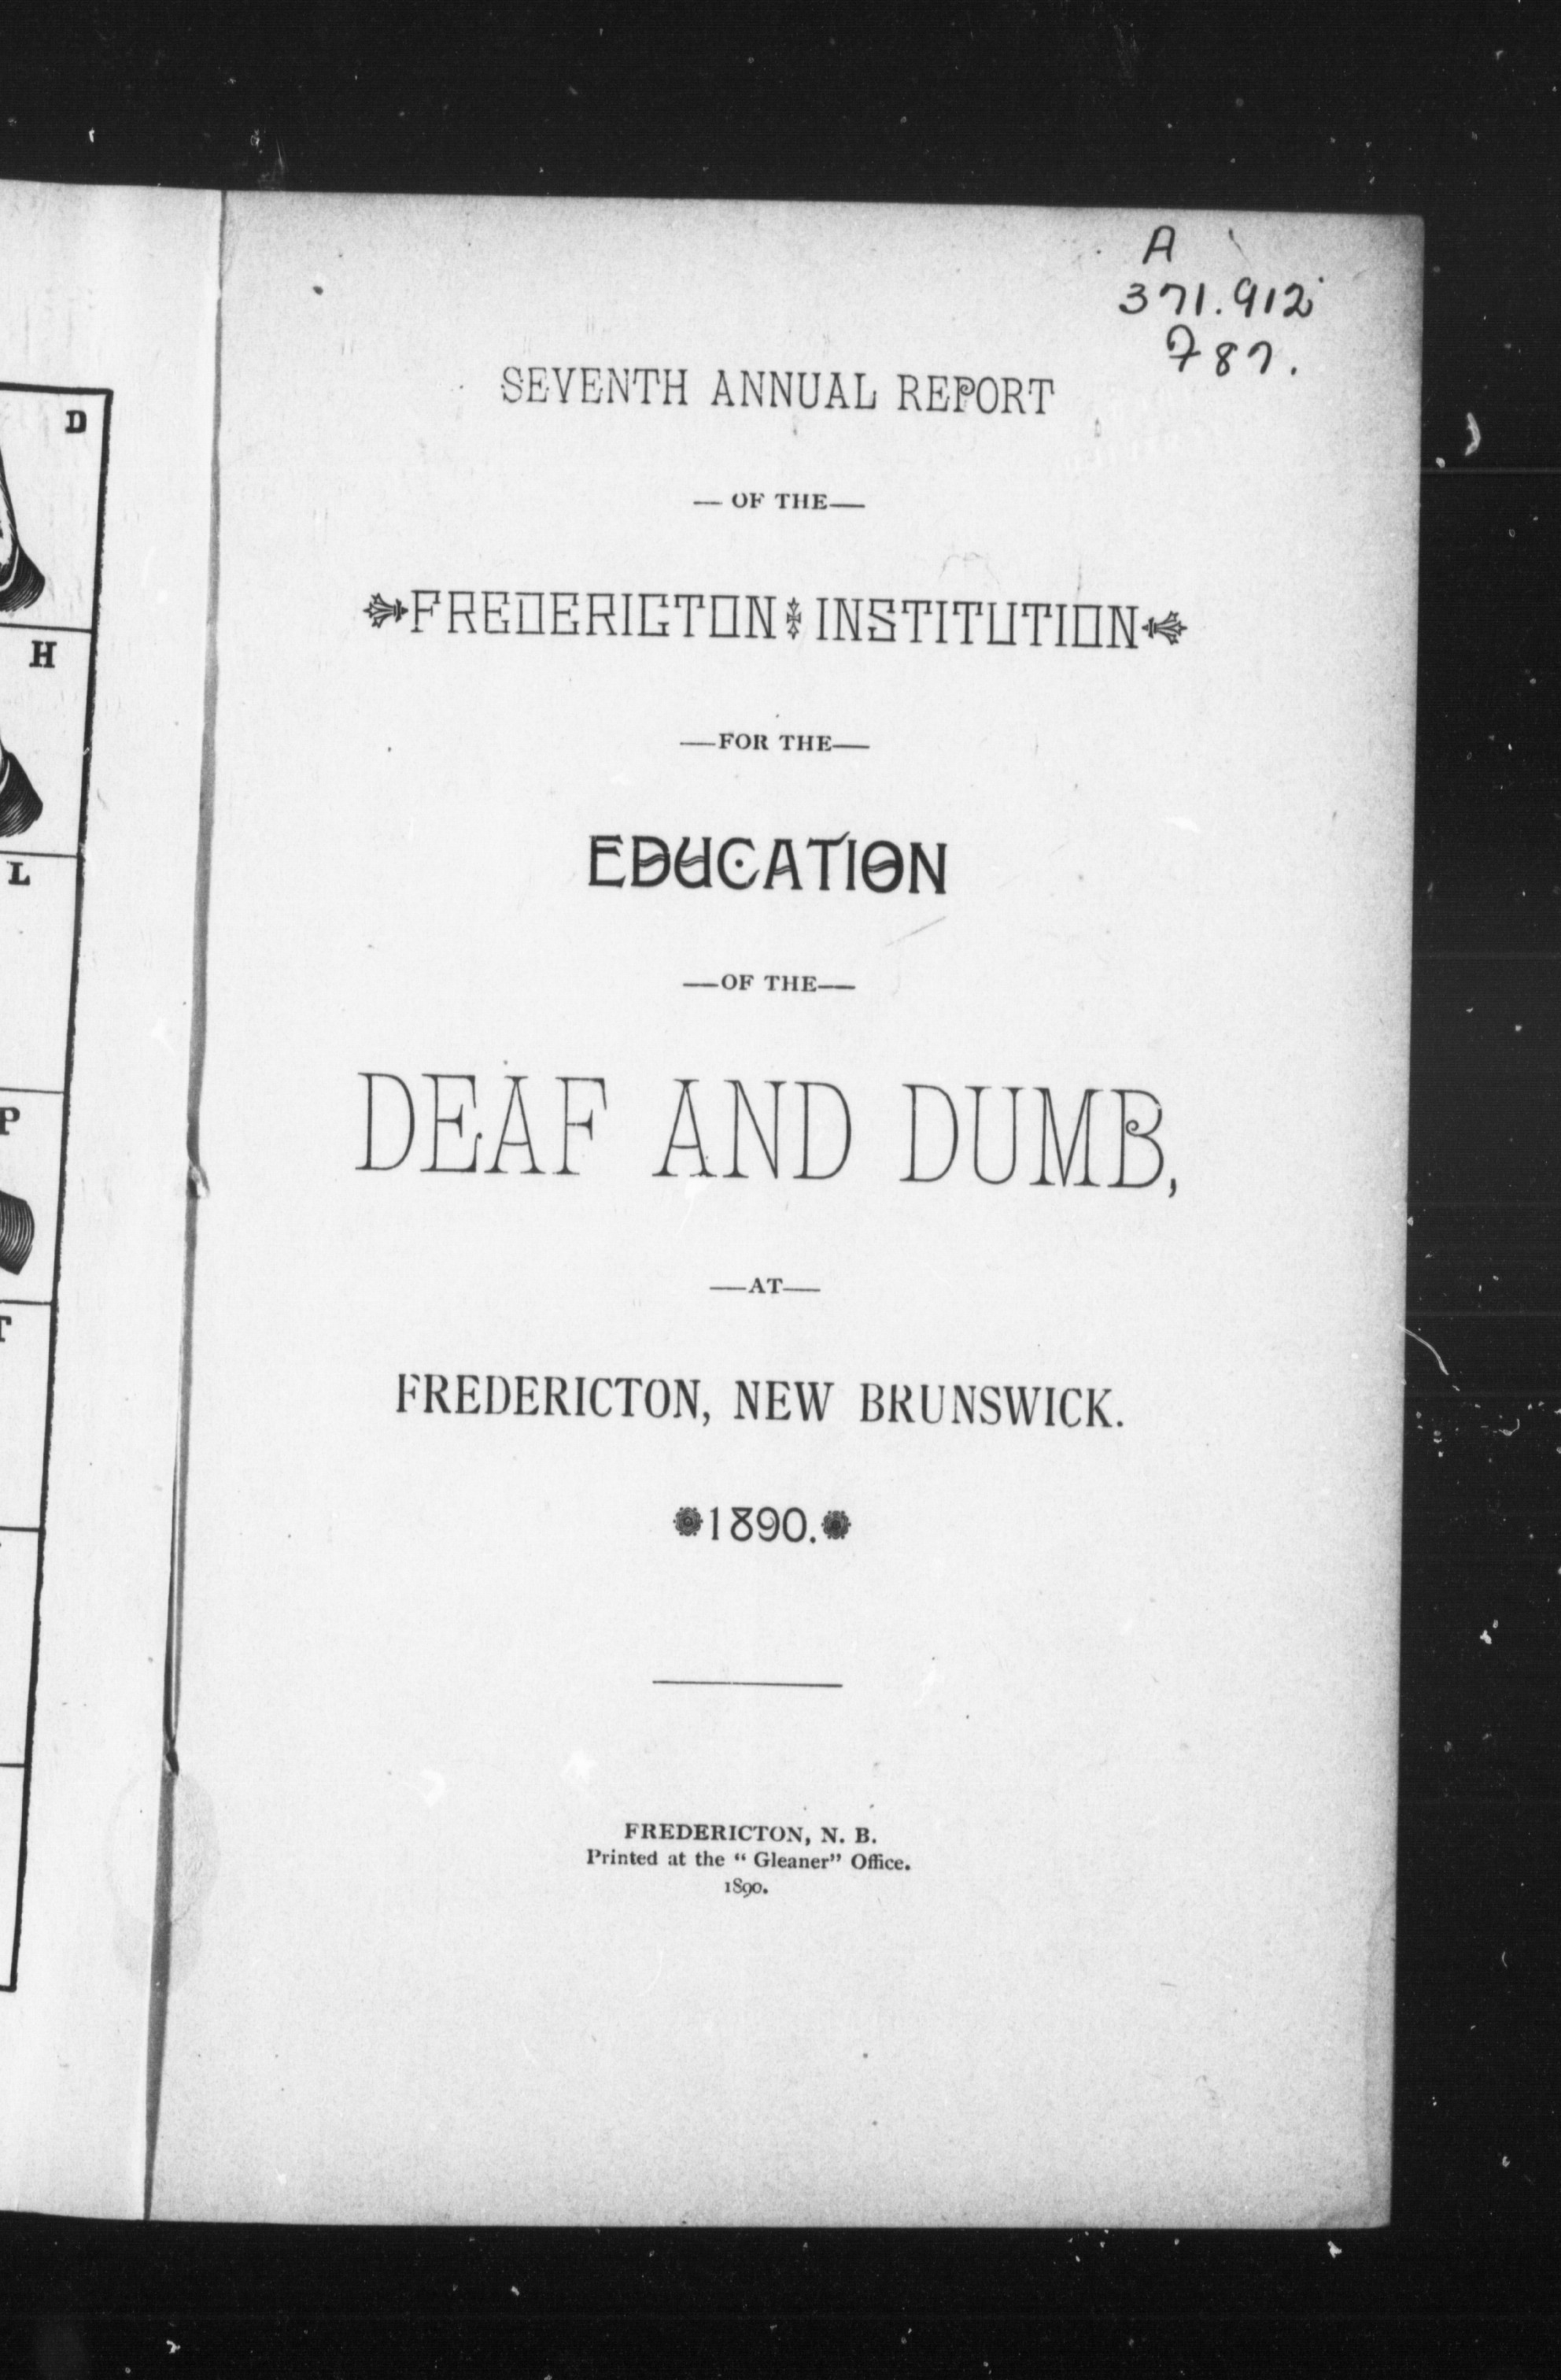 D
H
L
P
T
A
371.912
F87.
SEVENTH ANNUAL REPORT
— OF THE—
FREDERICTON INSTITUTION
—FOR THE—
EDUCATION
—OF THE—
DEAF AND DUMB,
—AT—
FREDERICTON, NEW BRUNSWICK.
1890.
FREDERICTON, N. B.
Printed at the “ Gleaner” Office.
1890.